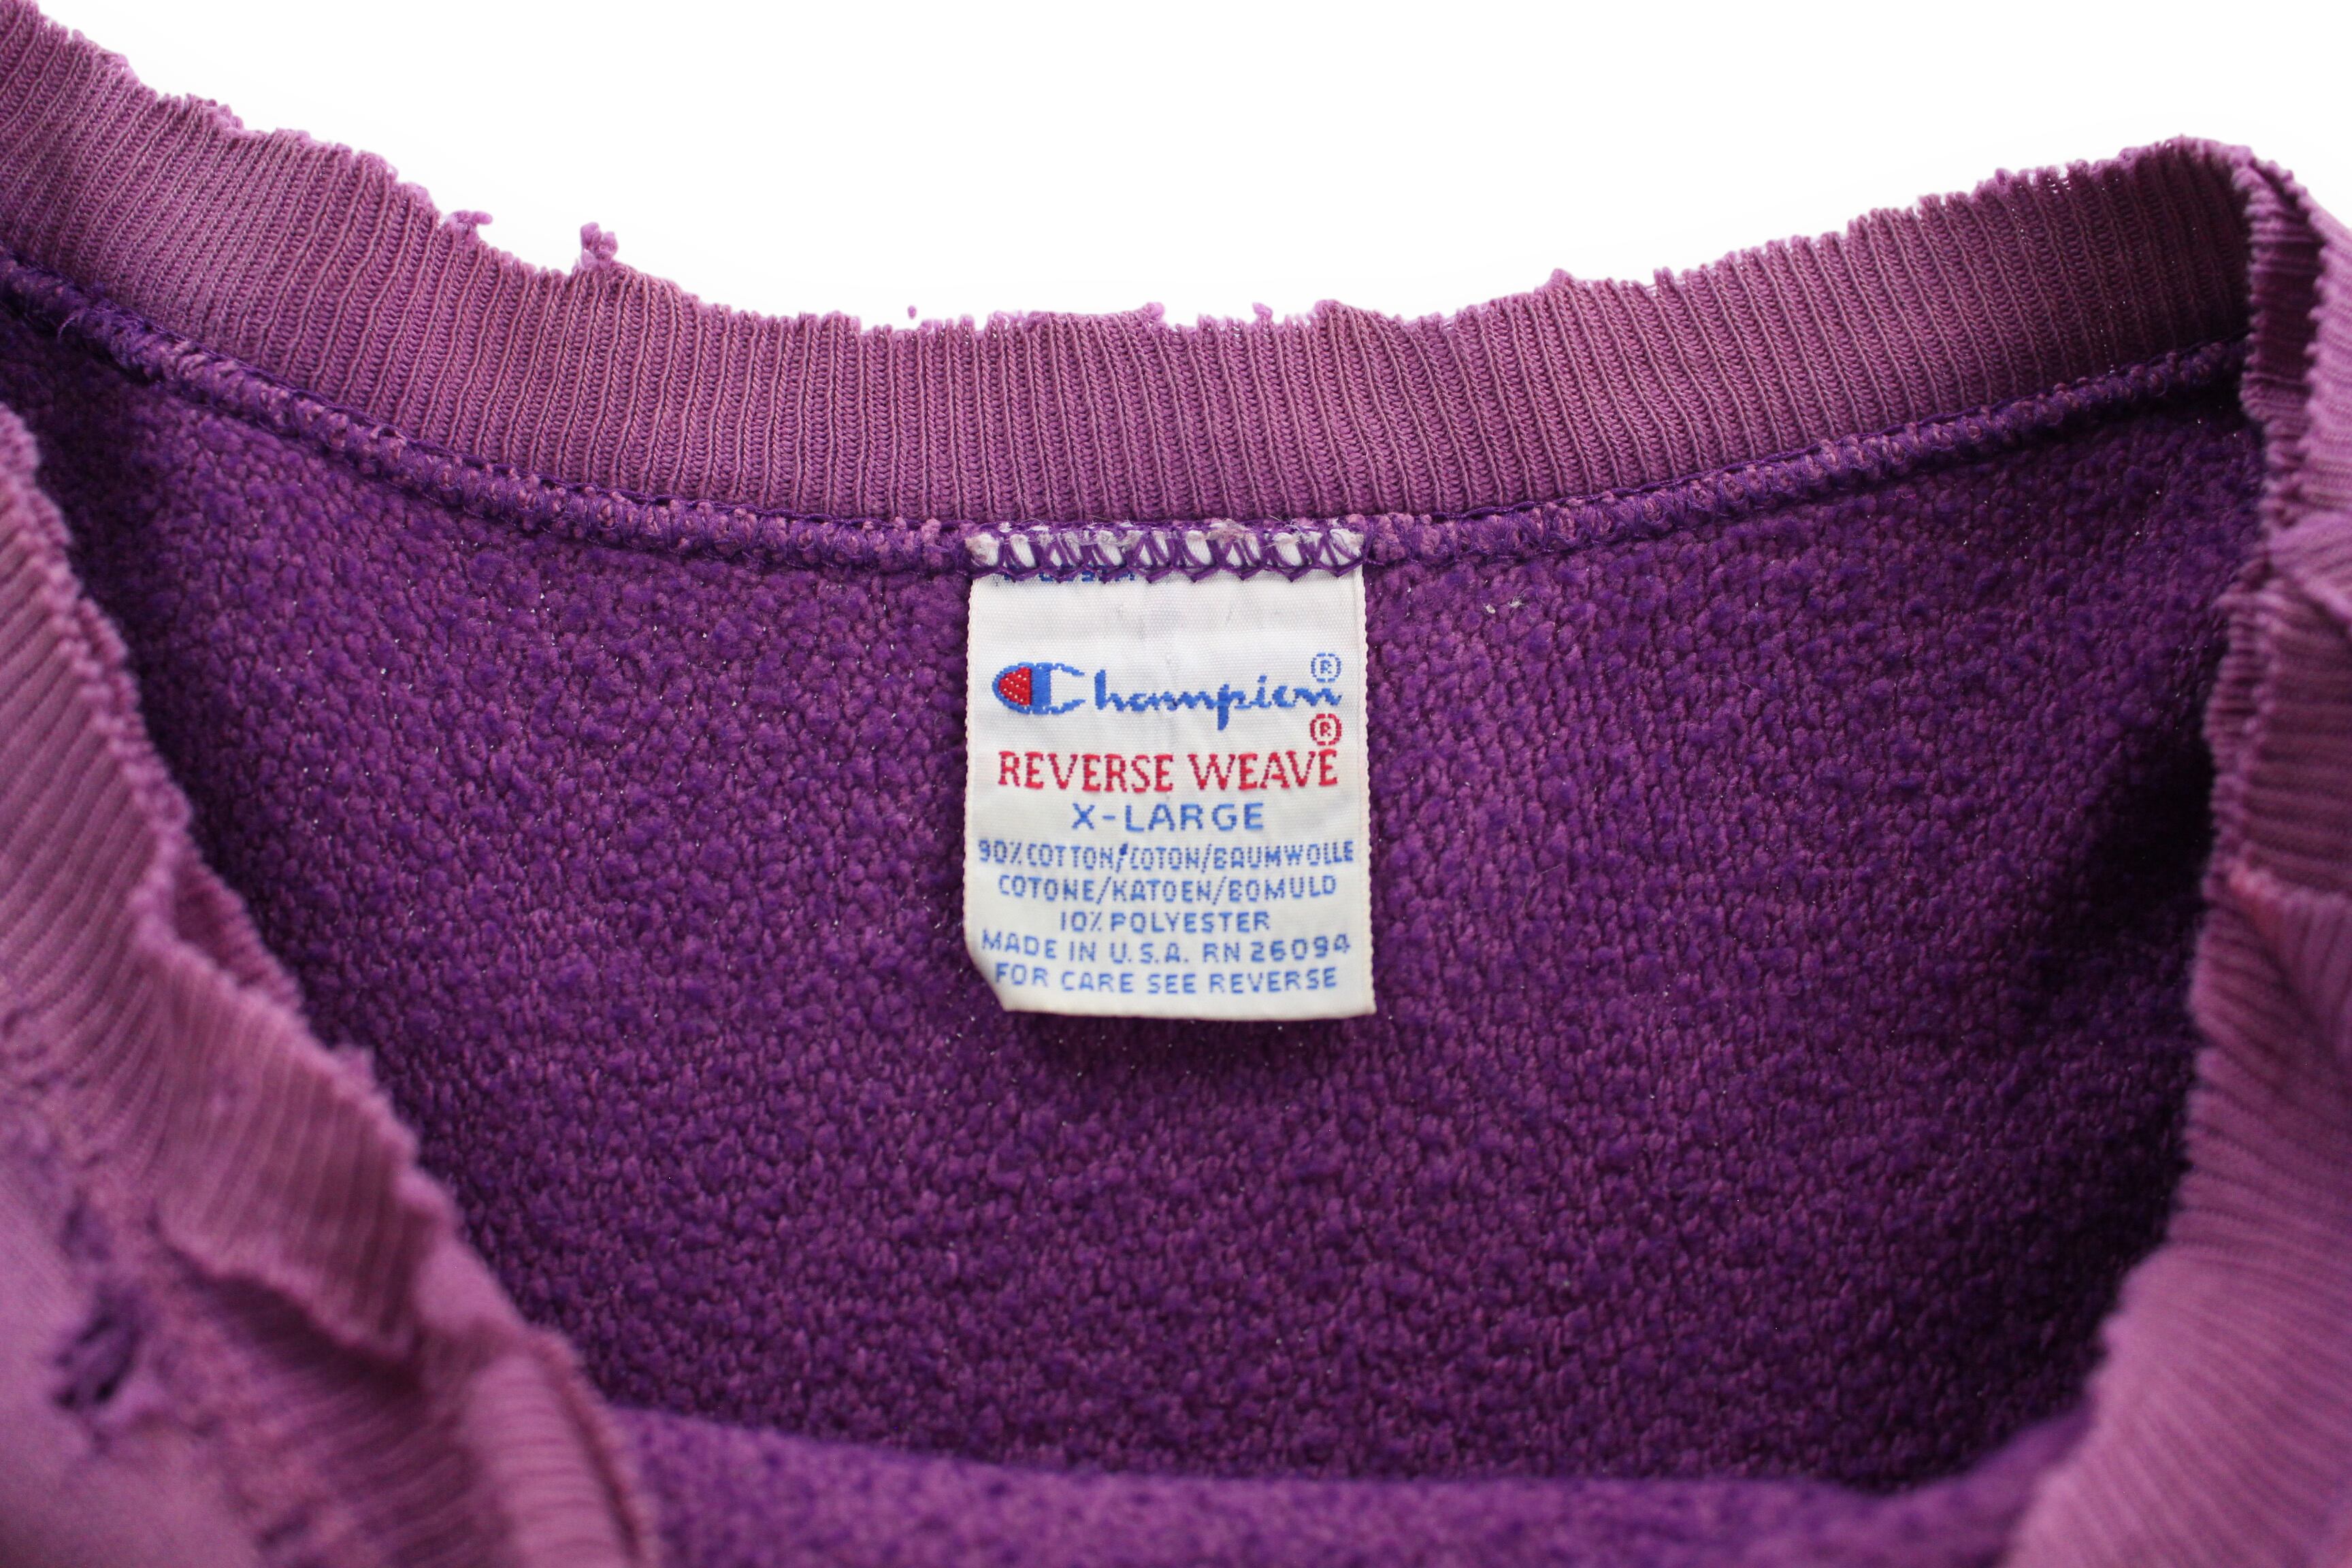 Champion®
REVERSE WEAVE®
X-LARGE
90% COTTON/COTON/BAUMWOLLE
COTONE/KATOEN/BOMULD
10% POLYESTER
MADE IN U.S.A. RN 26094
FOR CARE SEE REVERSE